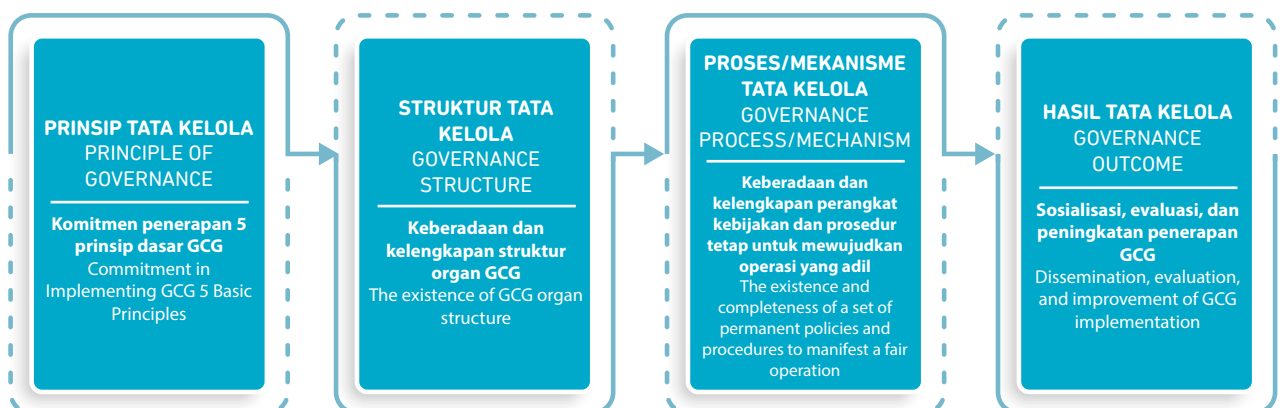 PRINSIP TATA KELOLA
PRINCIPLE OF
GOVERNANCE
Komitmen penerapan 5
prinsip dasar GCG
Commitment in
Implementing GCG 5 Basic
Principles
STRUKTUR TATA
KELOLA
GOVERNANCE
STRUCTURE
Keberadaan dan
kelengkapan struktur
organ GCG
The existence of GCG organ
structure
PROSES/MEKANISME
TATA KELOLA
GOVERNANCE
PROCESS/MECHANISM
Keberadaan dan
kelengkapan perangkat
kebijakan dan prosedur
tetap untuk mewujudkan
operasi yang adil
The existence and
completeness of a set of
permanent policies and
procedures to manifest a fair
operation
HASIL TATA KELOLA
GOVERNANCE
OUTCOME
Sosialisasi, evaluasi, dan
peningkatan penerapan
GCG
Dissemination, evaluation,
and improvement of GCG
implementation